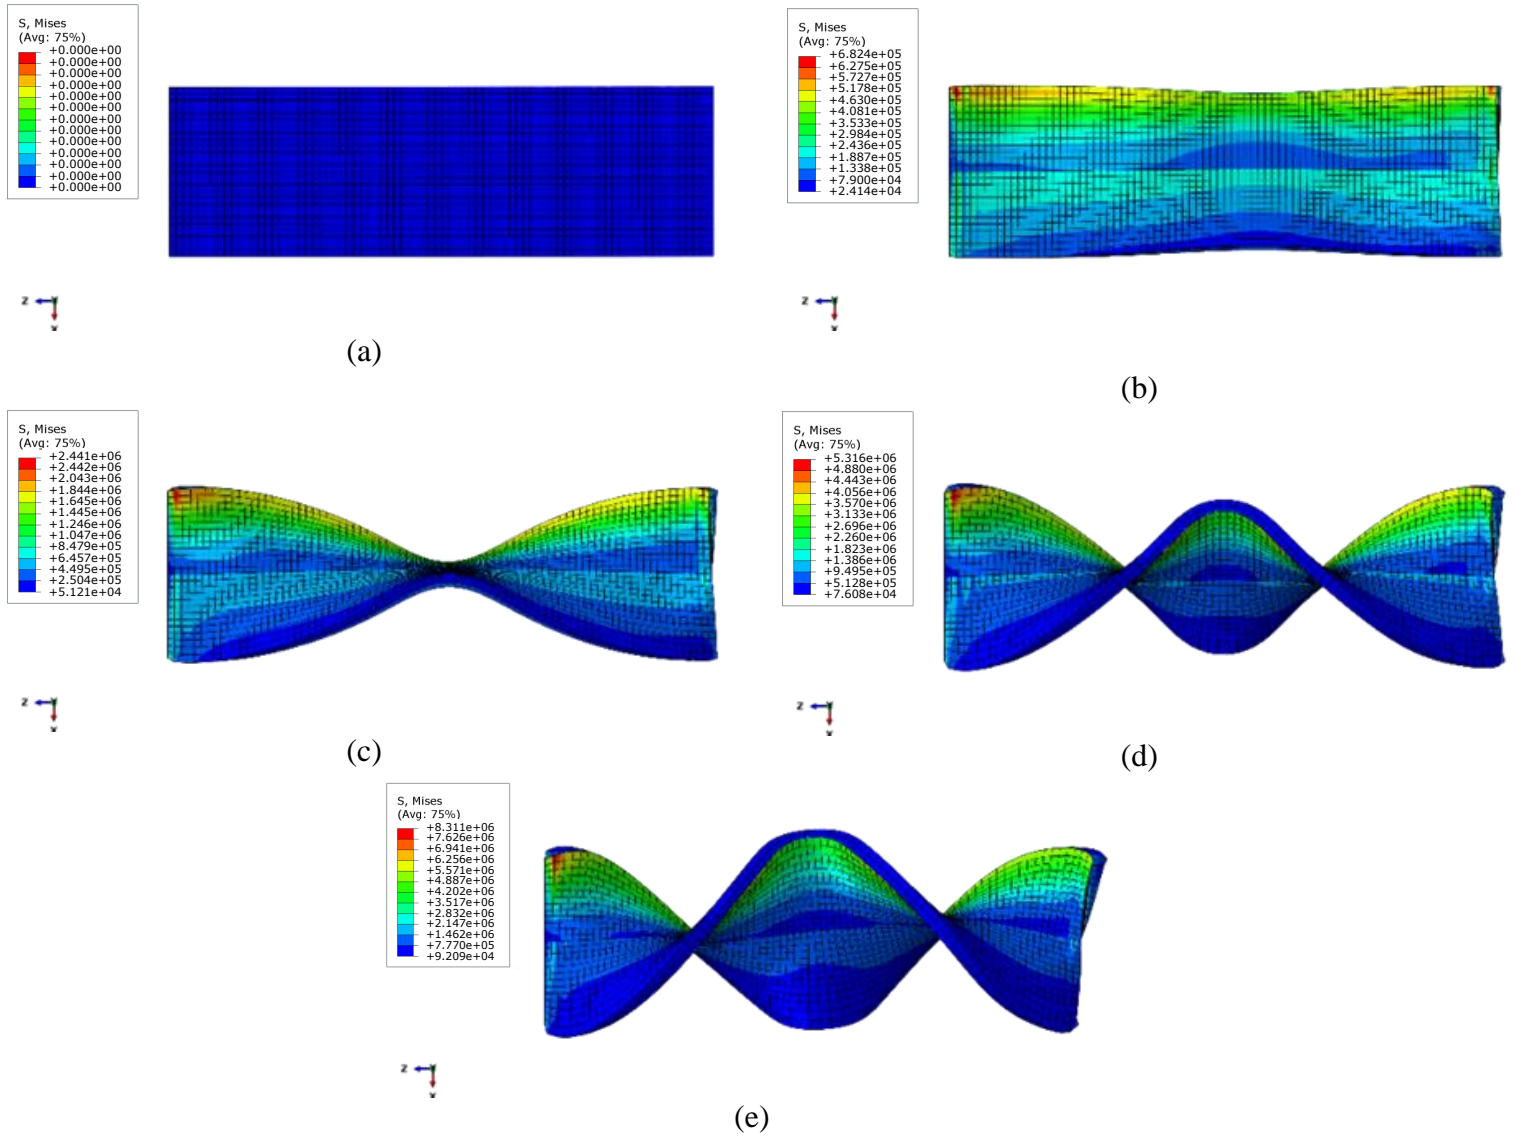 S, Mises
(Avg: 75%)
+0.000e+00
+0.000e+00
+0.000e+00
+0.000e+00
+0.000e+00
+0.000e+00
+0.000e+00
+0.000e+00
+0.000e+00
+0.000e+00
+0.000e+00
+0.000e+00
+0.000e+00
Z
(a)
S, Mises
(Avg: 75%)
+6.824e+05
+6.275e+05
+5.727e+05
+5.178e+05
+4.630e+05
+4.081e+05
+3.533e+05
+2.984e+05
+2.436e+05
+1.887e+05
+1.338e+05
+7.900e+04
+2.414e+04
Z
(b)
S, Mises
(Avg: 75%)
+2.441e+06
+2.442e+06
+2.043e+06
+1.844e+06
+1.645e+06
+1.445e+06
+1.246e+06
+1.047e+06
+8.479e+05
+6.457e+05
+4.495e+05
+2.504e+05
+5.121e+04
Z
(c)
S, Mises
(Avg: 75%)
+5.316e+06
+4.880e+06
+4.443e+06
+4.056e+06
+3.570e+06
+3.133e+06
+2.696e+06
+2.260e+06
+1.823e+06
+1.386e+06
+9.495e+05
+5.128e+05
+7.608e+04
Z
(d)
S, Mises
(Avg: 75%)
+8.311e+06
+7.626e+06
+6.941e+06
+6.256e+06
+5.571e+06
+4.887e+06
+4.202e+06
+3.517e+06
+2.832e+06
+2.147e+06
+1.462e+06
+7.770e+05
+9.209e+04
Z
(e)